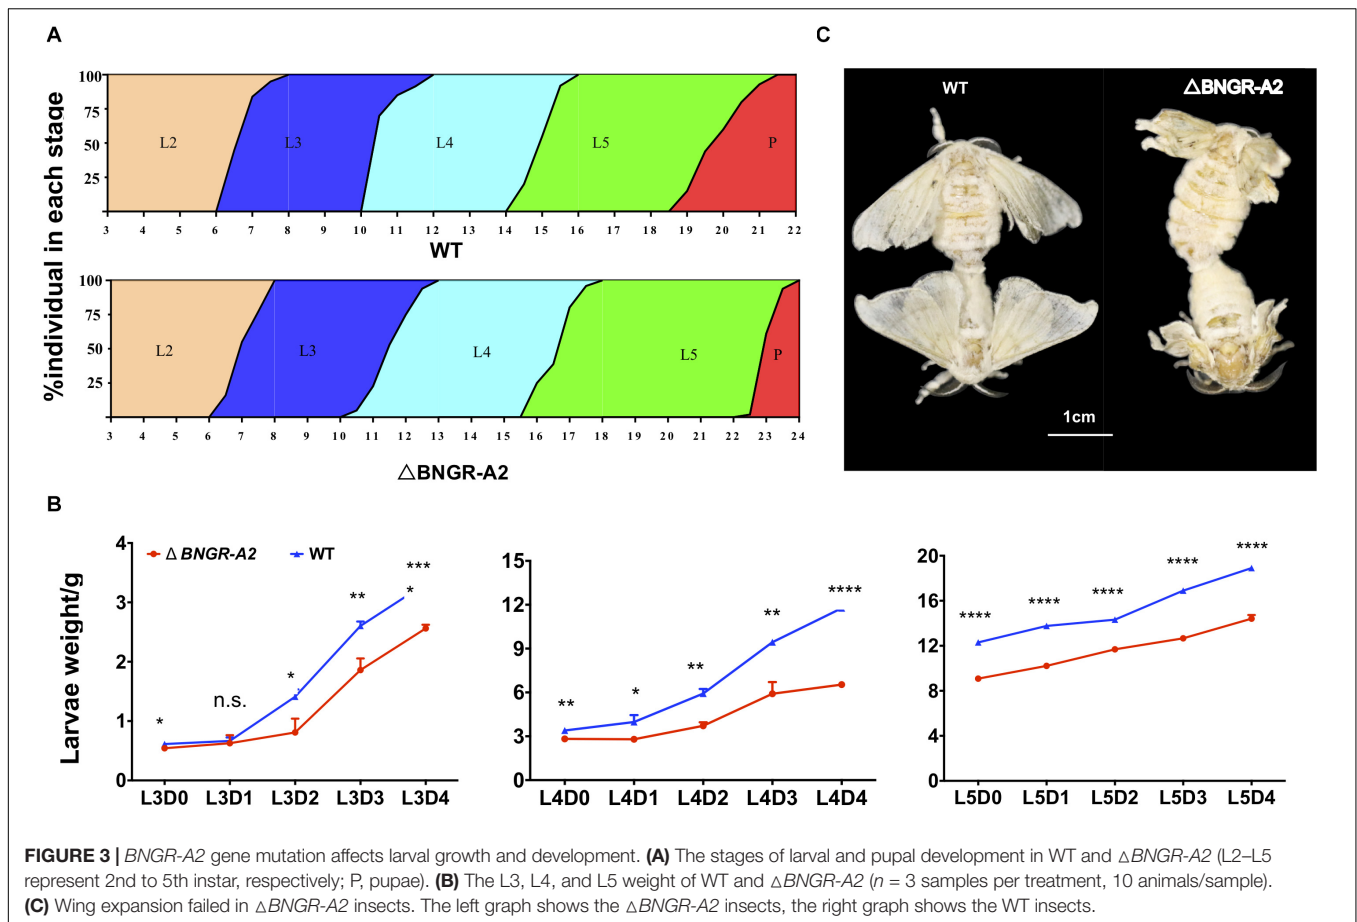 A
C
%individual in each stage
100
75
50
25
L2
L3
L4
L5
P
3 4 5 6 7 8 9 10 11 12 13 14 15 16 17 18 19 20 21 22
WT
100
75
50
25
L2
L3
L4
L5
P
3 4 5 6 7 8 9 10 11 12 13 14 15 16 17 18 19 20 21 22 23 24
△BNGR-A2
WT
△BNGR-A2
1cm
B
Larvae weight/g
Δ BNGR-A2
WT
4
3
2
1
0
*
n.s.
*
**
***
*
L3D0 L3D1 L3D2 L3D3 L3D4
15
12
9
6
3
0
**
*
**
**
****
L4D0 L4D1 L4D2 L4D3 L4D4
20
16
12
8
4
0
****
****
****
****
****
L5D0 L5D1 L5D2 L5D3 L5D4
FIGURE 3 | BNGR-A2 gene mutation affects larval growth and development. (A) The stages of larval and pupal development in WT and △BNGR-A2 (L2–L5
represent 2nd to 5th instar, respectively; P, pupae). (B) The L3, L4, and L5 weight of WT and △BNGR-A2 (n = 3 samples per treatment, 10 animals/sample).
(C) Wing expansion failed in △BNGR-A2 insects. The left graph shows the △BNGR-A2 insects, the right graph shows the WT insects.